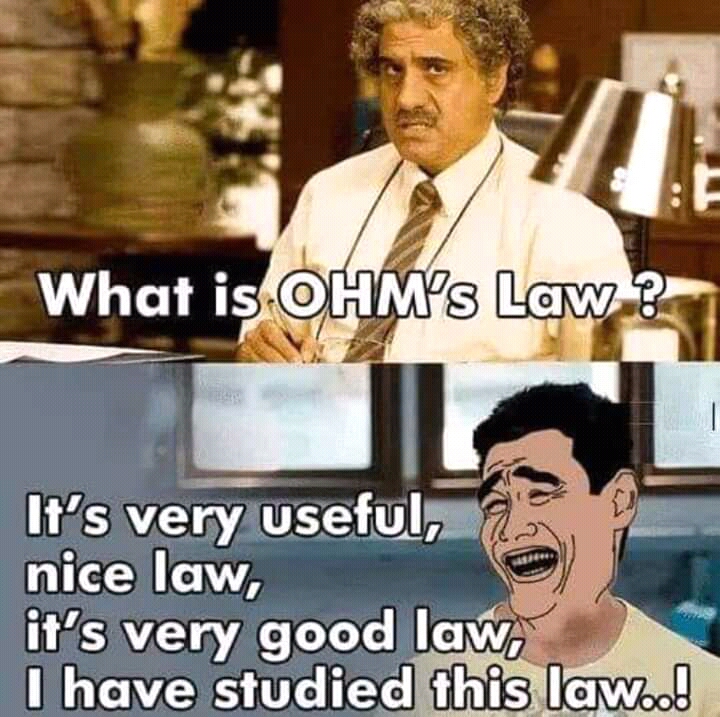 What is OHM's Law ?
It's very useful,
nice law,
it's very good law,
I have studied this law..!